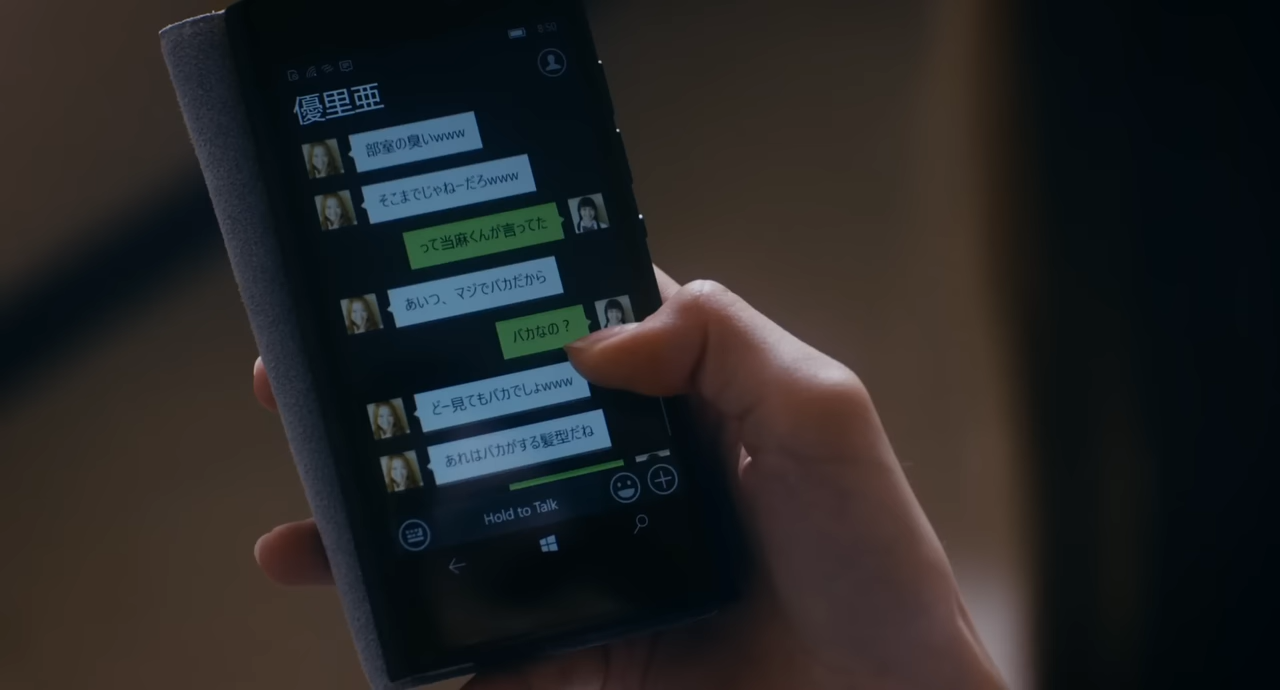 8:50
優里亜
部室の臭いwww
そこまでじゃねーだろwww
って当麻くんが言ってた
あいつ、マジでバカだから
バカなの？
どー見てもバカでしょwww
あれはバカがする髪型だね
Hold to Talk